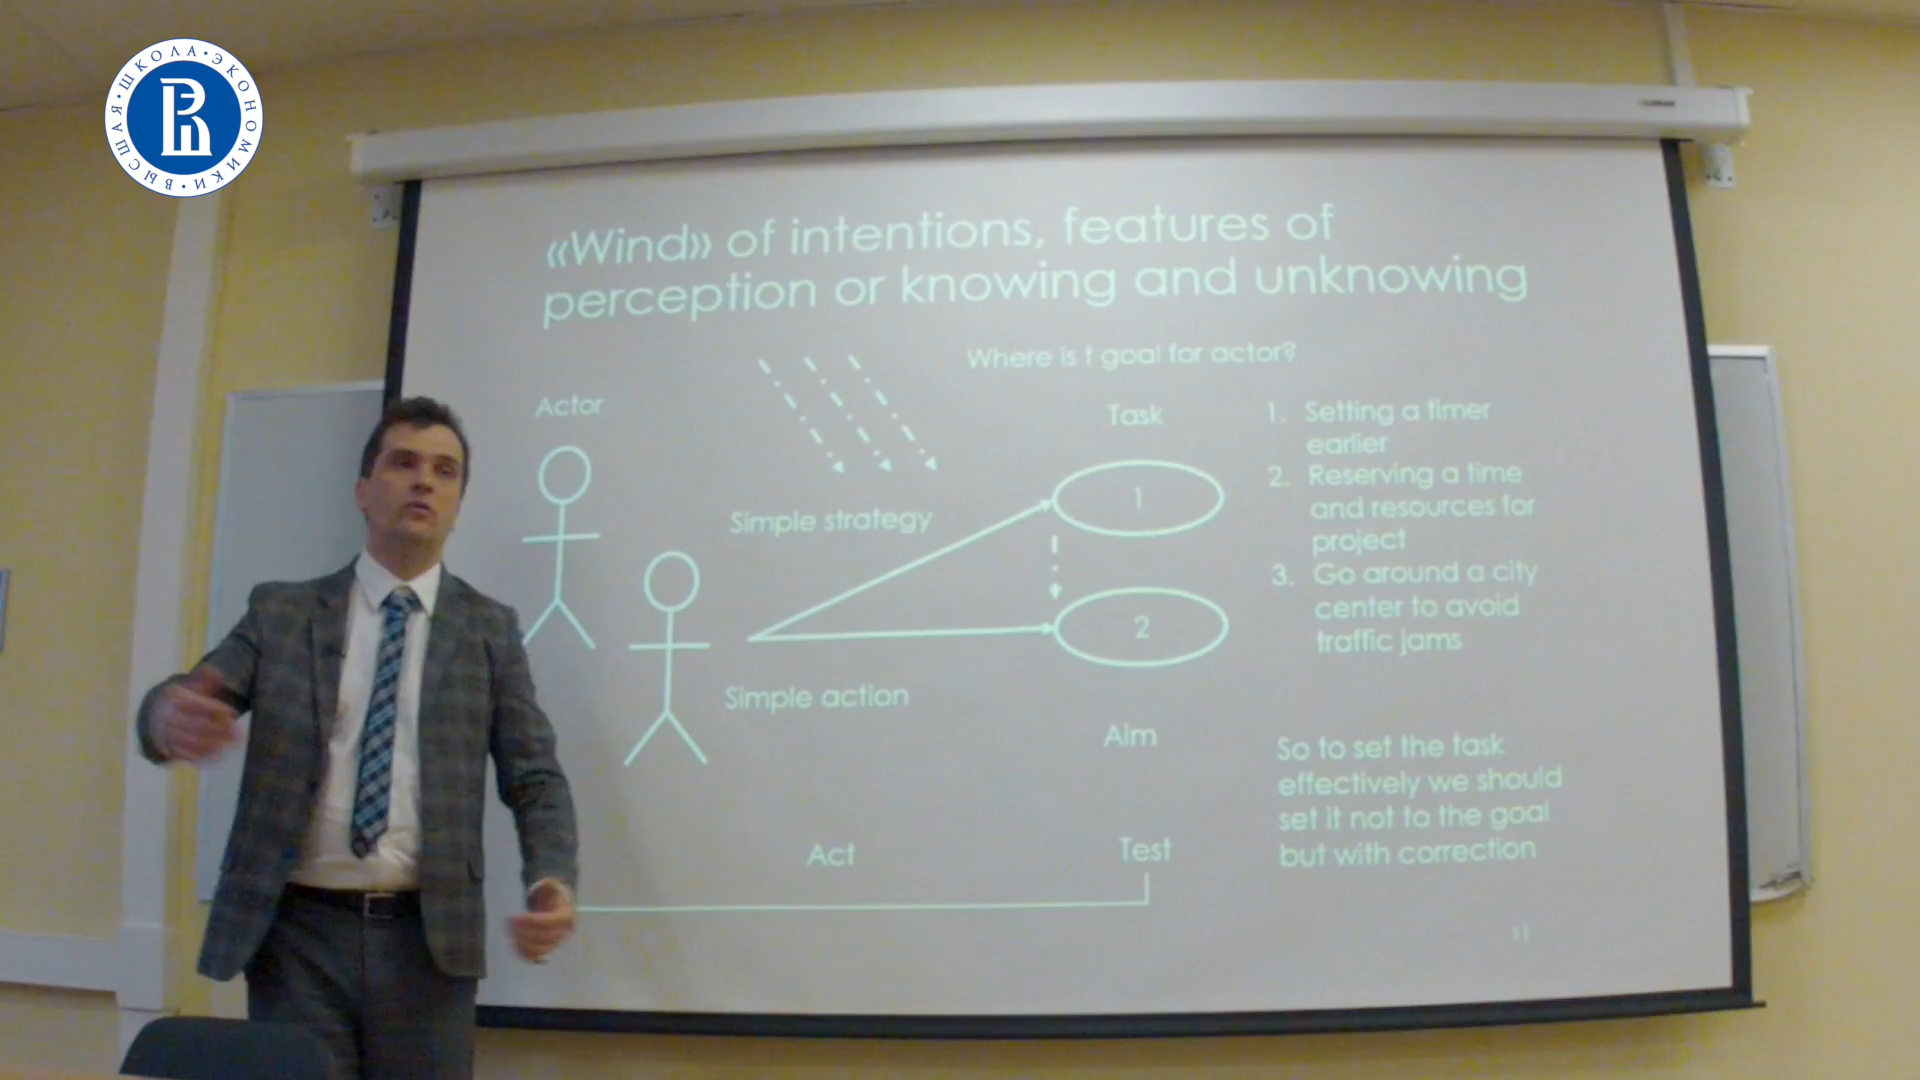 ВЫСШАЯ • ШКОЛА • ЭКОНОМИКИ •
«Wind» of intentions, features of
perception or knowing and unknowing
Where is t goal for actor?
Actor
Task
1
2
Simple strategy
Simple action
Aim
Act
Test
1. Setting a timer
earlier
2. Reserving a time
and resources for
project
3. Go around a city
center to avoid
traffic jams
So to set the task
effectively we should
set it not to the goal
but with correction
11